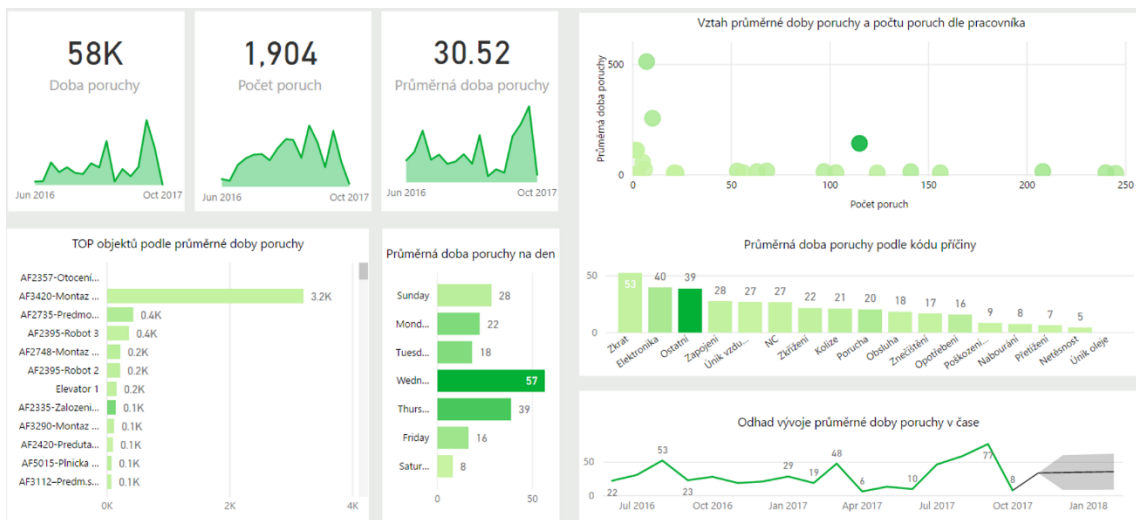 58K
Doba poruchy
Jun 2016 Oct 2017
1,904
Počet poruch
Jun 2016 Oct 2017
30.52
Průměrná doba poruchy
Jun 2016 Oct 2017
Vztah průměrné doby poruchy a počtu poruch dle pracovníka
Průměrná doba poruchy
500
0
0 50 100 150 200 250
Počet poruch
TOP objektů podle průměrné doby poruchy
AF2357-Otocení...
AF3420-Montaz ... 3.2K
AF2735-Predmo... 0.4K
AF2395-Robot 3 0.4K
AF2748-Montaz ... 0.2K
AF2395-Robot 2 0.2K
Elevator 1 0.2K
AF2335-Zalozeni... 0.1K
AF3290-Montaz ... 0.1K
AF2420-Preduta... 0.1K
AF5015-Plnicka ... 0.1K
AF3112–Predm.s... 0.1K
0K 2K 4K
Průměrná doba poruchy na den
Sunday 28
Mond... 22
Tuesd... 18
Wedn... 57
Thurs... 39
Friday 16
Satur... 8
0 50
Průměrná doba poruchy podle kódu příčiny
50
0
53 40 39 28 27 27 22 21 20 18 17 16 9 8 7 5
Zkrat Elektronika Ostatní Zapojení Únik vzdu... NC Zkřížení Kolize Porucha Obsluha Znečištění Opotřebení Poškození... Nabourání Přetížení Netěsnost Únik oleje
Odhad vývoje průměrné doby poruchy v čase
50
0
22 53 23 29 19 48 6 10 77 8
Jul 2016 Oct 2016 Jan 2017 Apr 2017 Jul 2017 Oct 2017 Jan 2018